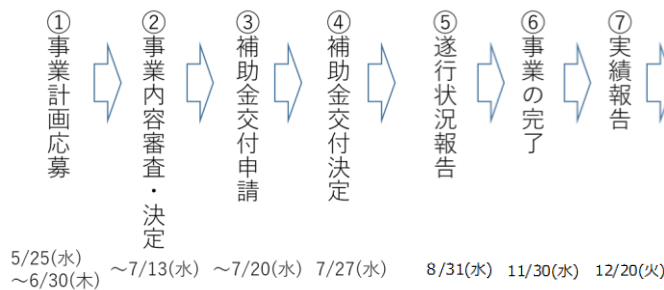 ①事業計画応募
②事業内容審査・決定
③補助金交付申請
④補助金交付決定
⑤遂行状況報告
⑥事業の完了
⑦実績報告
5/25(水)
～6/30(木)
～7/13(水)
～7/20(水)
7/27(水)
8/31(水)
11/30(水)
12/20(火)